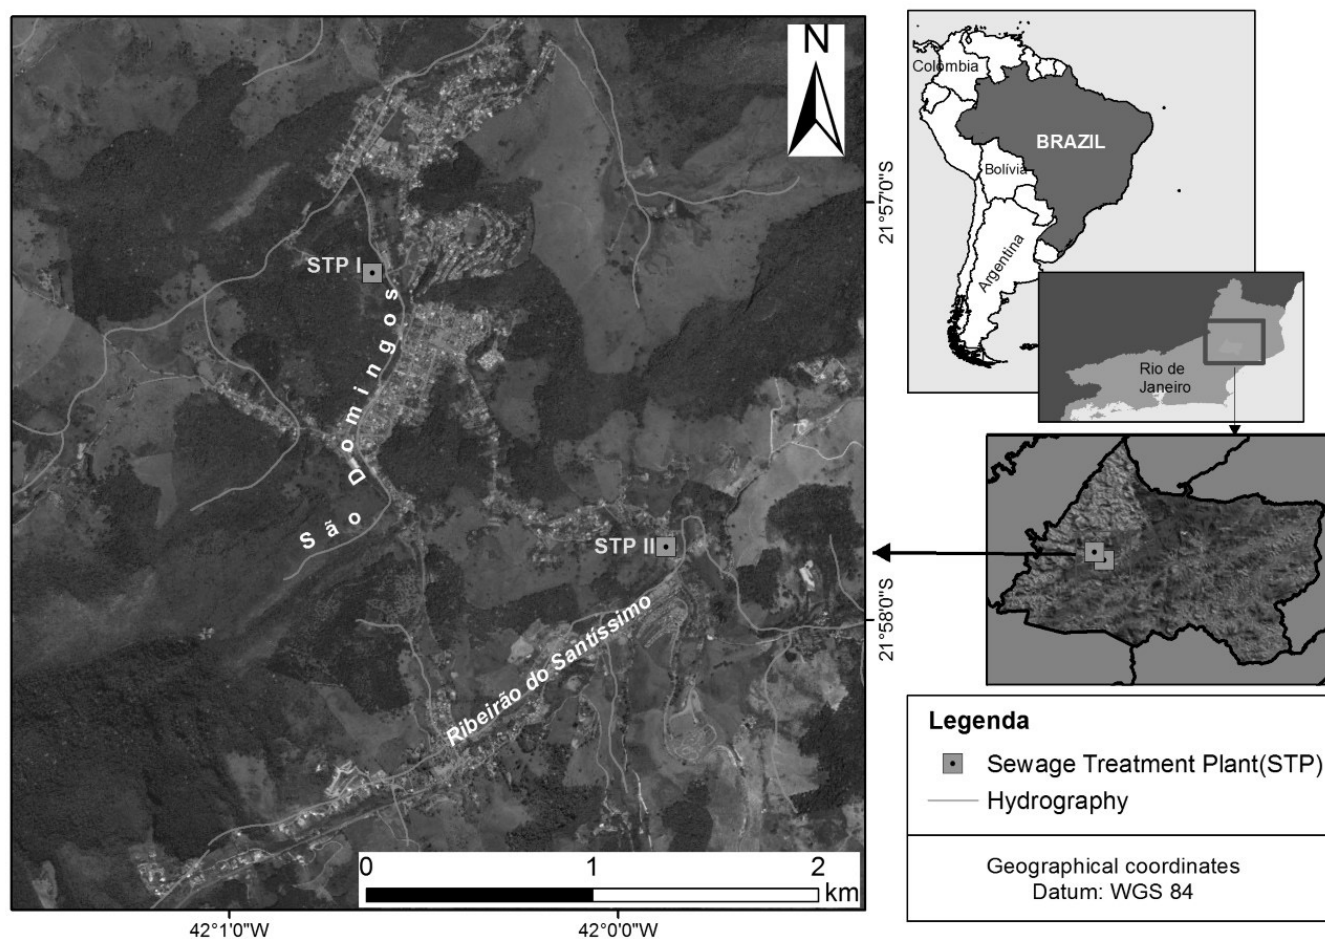 N
STP I
São Domingos
STP II
Ribeirão do Santíssimo
0 1 2
km
42°1'0"W 42°0'0"W
21°57'0"S
21°58'0"S
Colômbia
BRAZIL
Bolívia
Argentina
Rio de
Janeiro
Legenda
Sewage Treatment Plant(STP)
Hydrography
Geographical coordinates
Datum: WGS 84